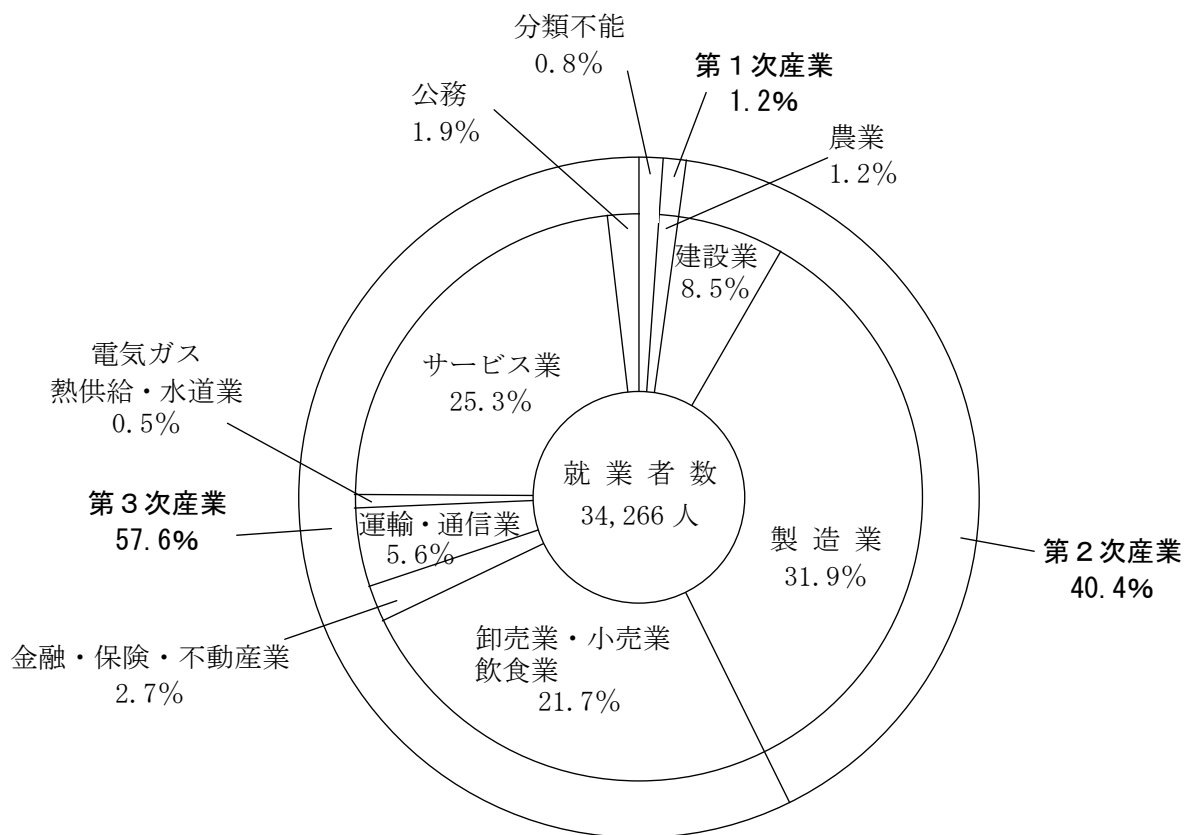 分類不能
0.8%
第1次産業
1.2%
公務
1.9%
農業
1.2%
建設業
8.5%
電気ガス
熱供給・水道業
0.5%
サービス業
25.3%
就業者数
34,266人
第3次産業
57.6%
運輸・通信業
5.6%
製造業
31.9%
第2次産業
40.4%
金融・保険・不動産業
2.7%
卸売業・小売業
飲食業
21.7%